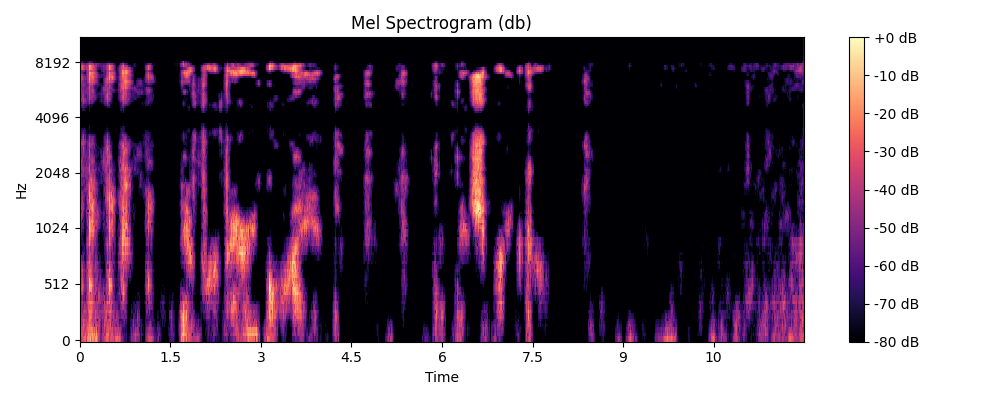 Mel Spectrogram (db)
Hz
8192
4096
2048
1024
512
0
0 1.5 3 4.5 6 7.5 9 10
Time
+0 dB
-10 dB
-20 dB
-30 dB
-40 dB
-50 dB
-60 dB
-70 dB
-80 dB